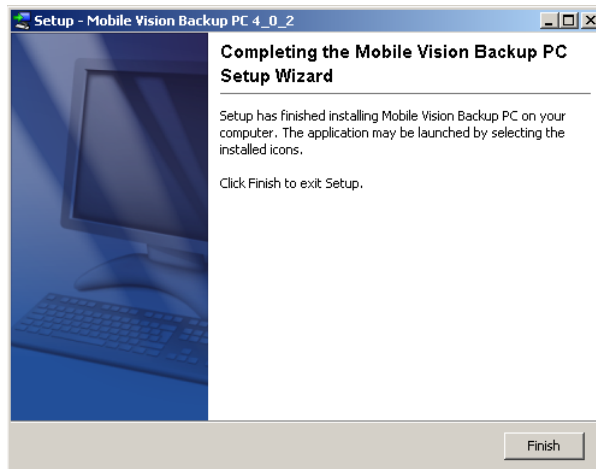 Setup - Mobile Vision Backup PC 4_0_2
Completing the Mobile Vision Backup PC
Setup Wizard
Setup has finished installing Mobile Vision Backup PC on your
computer. The application may be launched by selecting the
installed icons.
Click Finish to exit Setup.
Finish